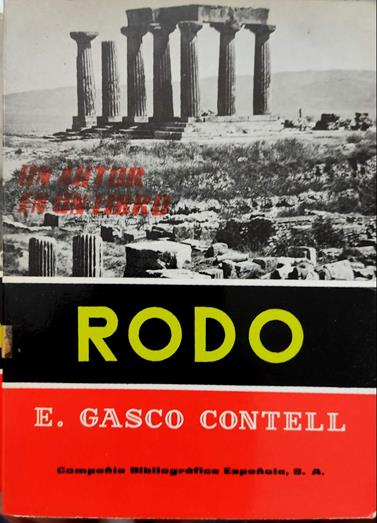 UN AUTOR
EN UN LIBRO
RODO
E. GASCO CONTELL
Compañía Bibliográfica Española, S. A.